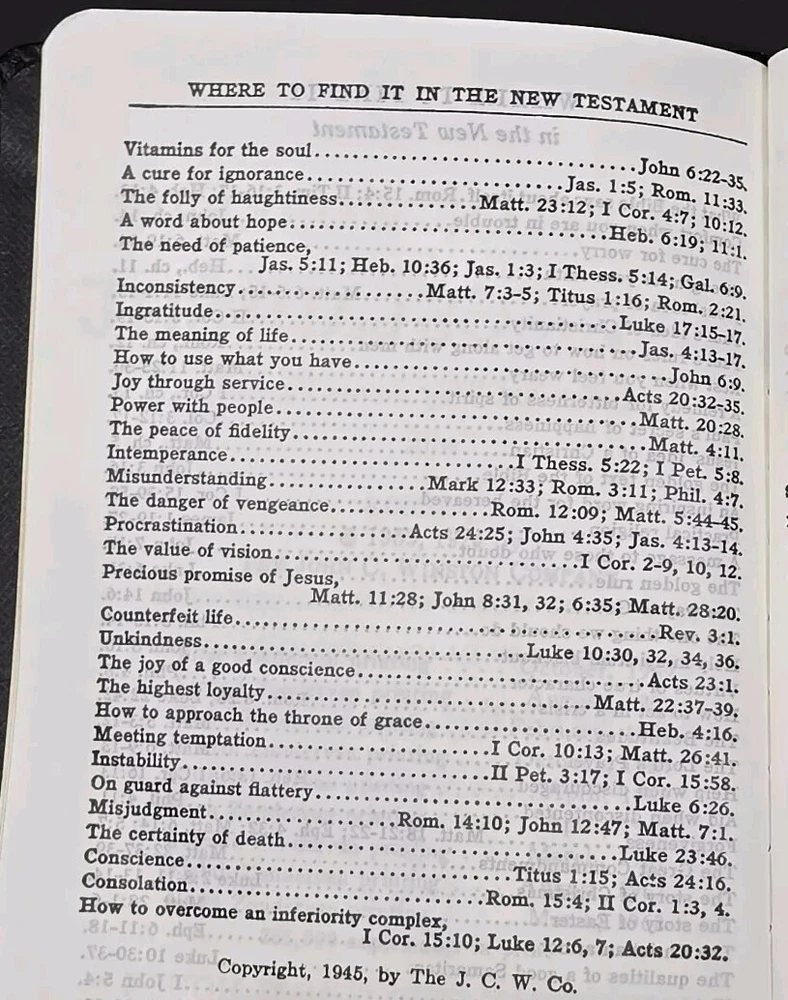 WHERE TO FIND IT IN THE NEW TESTAMENT
Vitamins for the soul................................John 6:22-35.
A cure for ignorance..........................Jas. 1:5; Rom. 11:33.
The folly of haughtiness..............Matt. 23:12; I Cor. 4:7; 10:12.
A word about hope................................Heb. 6:19; 11:1.
The need of patience,
Jas. 5:11; Heb. 10:36; Jas. 1:3; I Thess. 5:14; Gal. 6:9.
Inconsistency...................Matt. 7:3-5; Titus 1:16; Rom. 2:21.
Ingratitude........................................Luke 17:15-17.
The meaning of life..................................Jas. 4:13-17.
How to use what you have................................John 6:9.
Joy through service.................................Acts 20:32-35.
Power with people....................................Matt. 20:28.
The peace of fidelity....................................Matt. 4:11.
Intemperance.............................I Thess. 5:22; I Pet. 5:8.
Misunderstanding................Mark 12:33; Rom. 3:11; Phil. 4:7.
The danger of vengeance................Rom. 12:09; Matt. 5:44-45.
Procrastination.................Acts 24:25; John 4:35; Jas. 4:13-14.
The value of vision..............................I Cor. 2-9, 10, 12.
Precious promise of Jesus,
Matt. 11:28; John 8:31, 32; 6:35; Matt. 28:20.
Counterfeit life..........................................Rev. 3:1.
Unkindness................................Luke 10:30, 32, 34, 36.
The joy of a good conscience.............................Acts 23:1.
The highest loyalty.................................Matt. 22:37-39.
How to approach the throne of grace.....................Heb. 4:16.
Meeting temptation......................I Cor. 10:13; Matt. 26:41.
Instability...............................II Pet. 3:17; I Cor. 15:58.
On guard against flattery................................Luke 6:26.
Misjudgment...................Rom. 14:10; John 12:47; Matt. 7:1.
The certainty of death..................................Luke 23:46.
Conscience................................Titus 1:15; Acts 24:16.
Consolation.............................Rom. 15:4; II Cor. 1:3, 4.
How to overcome an inferiority complex,
I Cor. 15:10; Luke 12:6, 7; Acts 20:32.
Copyright, 1945, by The J. C. W. Co.